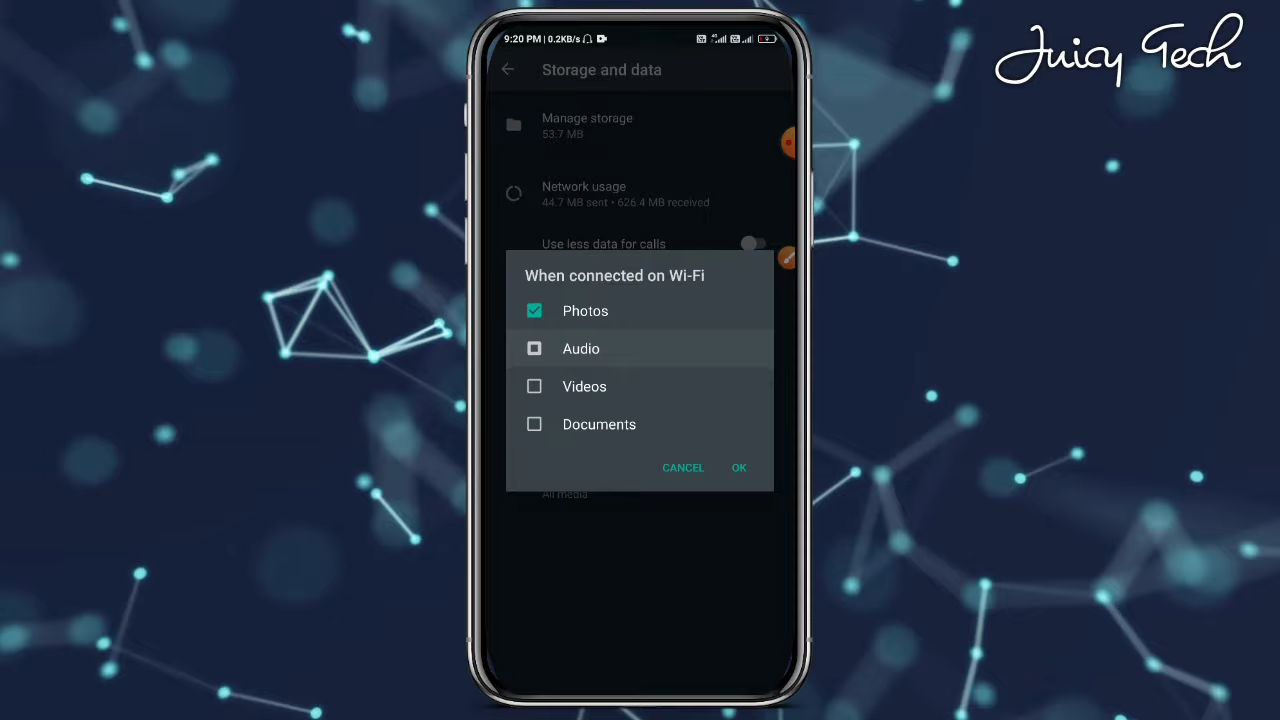 Juicy Tech
9:20 PM | 0.2KB/s
Storage and data
Manage storage
53.7 MB
Network usage
44.7 MB sent • 626.4 MB received
Use less data for calls
When connected on Wi-Fi
Photos
Audio
Videos
Documents
CANCEL OK
All media